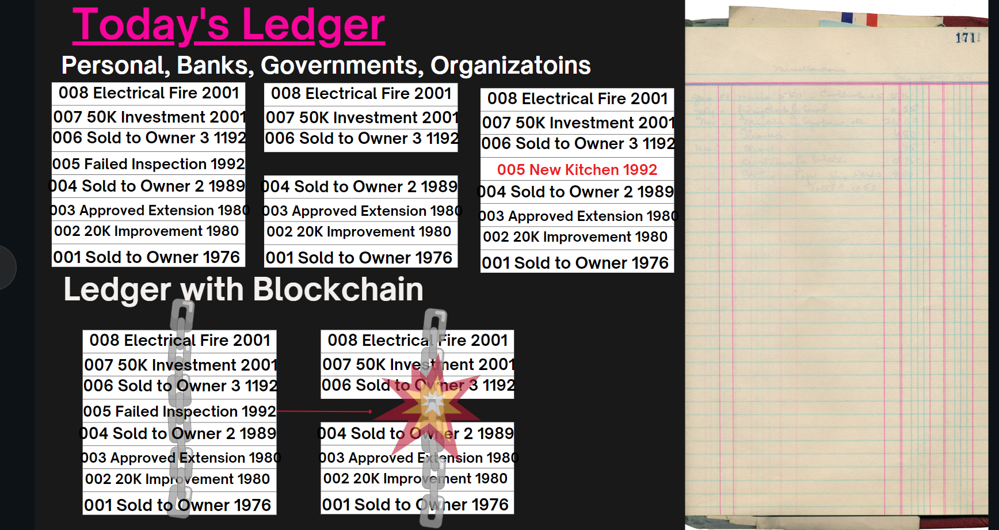 Today's Ledger
Personal, Banks, Governments, Organizatoins
008 Electrical Fire 2001
007 50K Investment 2001
006 Sold to Owner 3 1192
005 Failed Inspection 1992
004 Sold to Owner 2 1989
003 Approved Extension 1980
002 20K Improvement 1980
001 Sold to Owner 1976
008 Electrical Fire 2001
007 50K Investment 2001
006 Sold to Owner 3 1192
004 Sold to Owner 2 1989
003 Approved Extension 1980
002 20K Improvement 1980
001 Sold to Owner 1976
008 Electrical Fire 2001
007 50K Investment 2001
006 Sold to Owner 3 1192
005 New Kitchen 1992
004 Sold to Owner 2 1989
003 Approved Extension 1980
002 20K Improvement 1980
001 Sold to Owner 1976
Ledger with Blockchain
008 Electrical Fire 2001
007 50K Investment 2001
006 Sold to Owner 3 1192
005 Failed Inspection 1992
004 Sold to Owner 2 1989
003 Approved Extension 1980
002 20K Improvement 1980
001 Sold to Owner 1976
008 Electrical Fire 2001
007 50K Investment 2001
006 Sold to Owner 3 1192
004 Sold to Owner 2 1989
003 Approved Extension 1980
002 20K Improvement 1980
001 Sold to Owner 1976
171